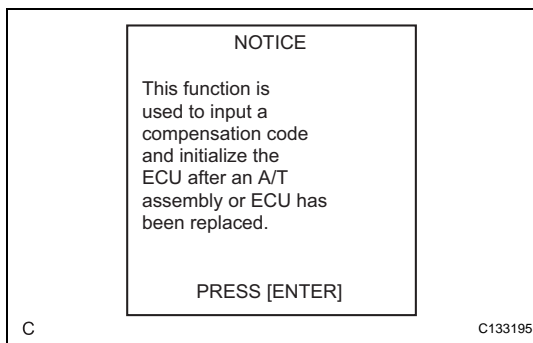 NOTICE
This function is
used to input a
compensation code
and initialize the
ECU after an A/T
assembly or ECU has
been replaced.
PRESS [ENTER]
C
C133195